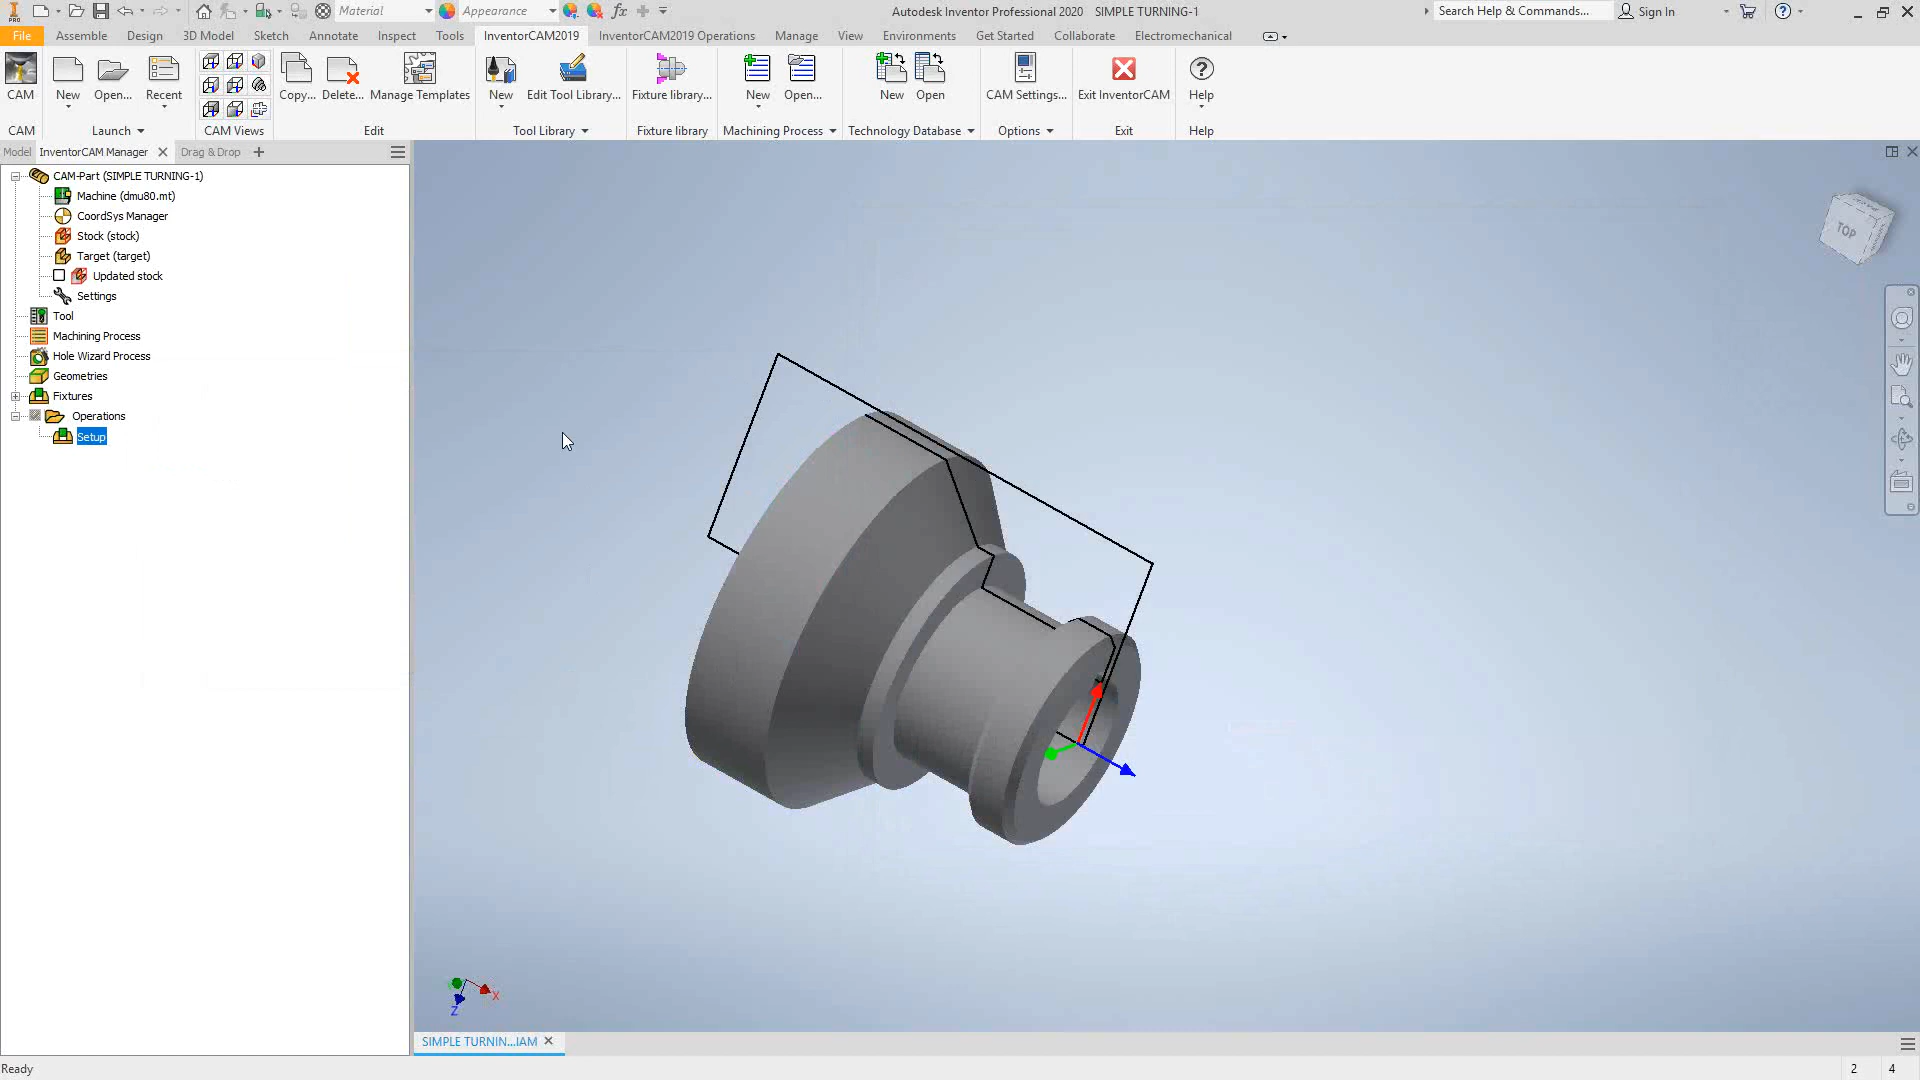 Material
Appearance
Autodesk Inventor Professional 2020 SIMPLE TURNING-1
Search Help & Commands...
Sign In
File Assemble Design 3D Model Sketch Annotate Inspect Tools InventorCAM2019 InventorCAM2019 Operations Manage View Environments Get Started Collaborate Electromechanical
CAM New Open... Recent Copy... Delete... Manage Templates New Edit Tool Library... Fixture library... New Open... New Open CAM Settings... Exit InventorCAM Help
CAM Launch CAM Views Edit Tool Library Fixture library Machining Process Technology Database Options Exit Help
Model InventorCAM Manager Drag & Drop
CAM-Part (SIMPLE TURNING-1)
Machine (dmu80.mt)
CoordSys Manager
Stock (stock)
Target (target)
Updated stock
Settings
Tool
Machining Process
Hole Wizard Process
Geometries
Fixtures
Operations
Setup
TOP
X
Z
SIMPLE TURNIN...IAM
Ready
2 4